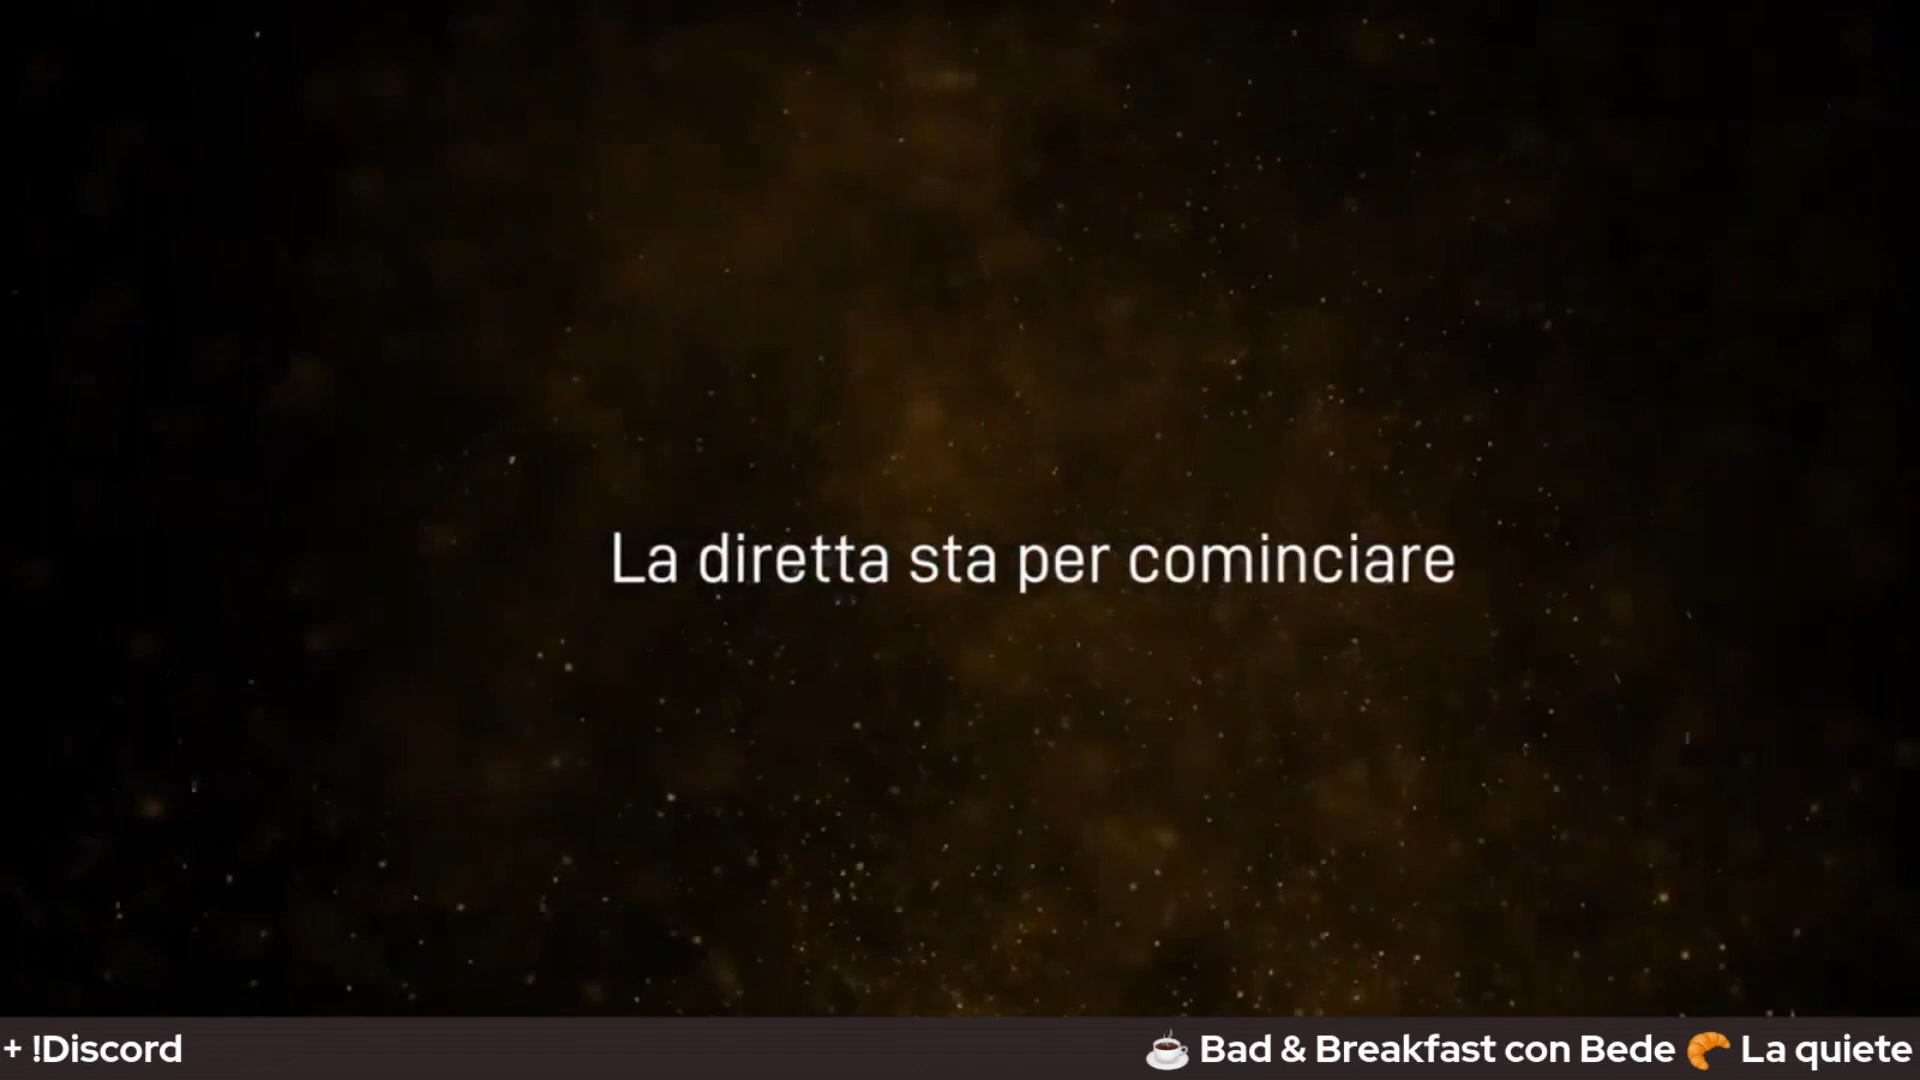 La diretta sta per cominciare
+ !Discord ☕ Bad & Breakfast con Bede 🥐 La quiete